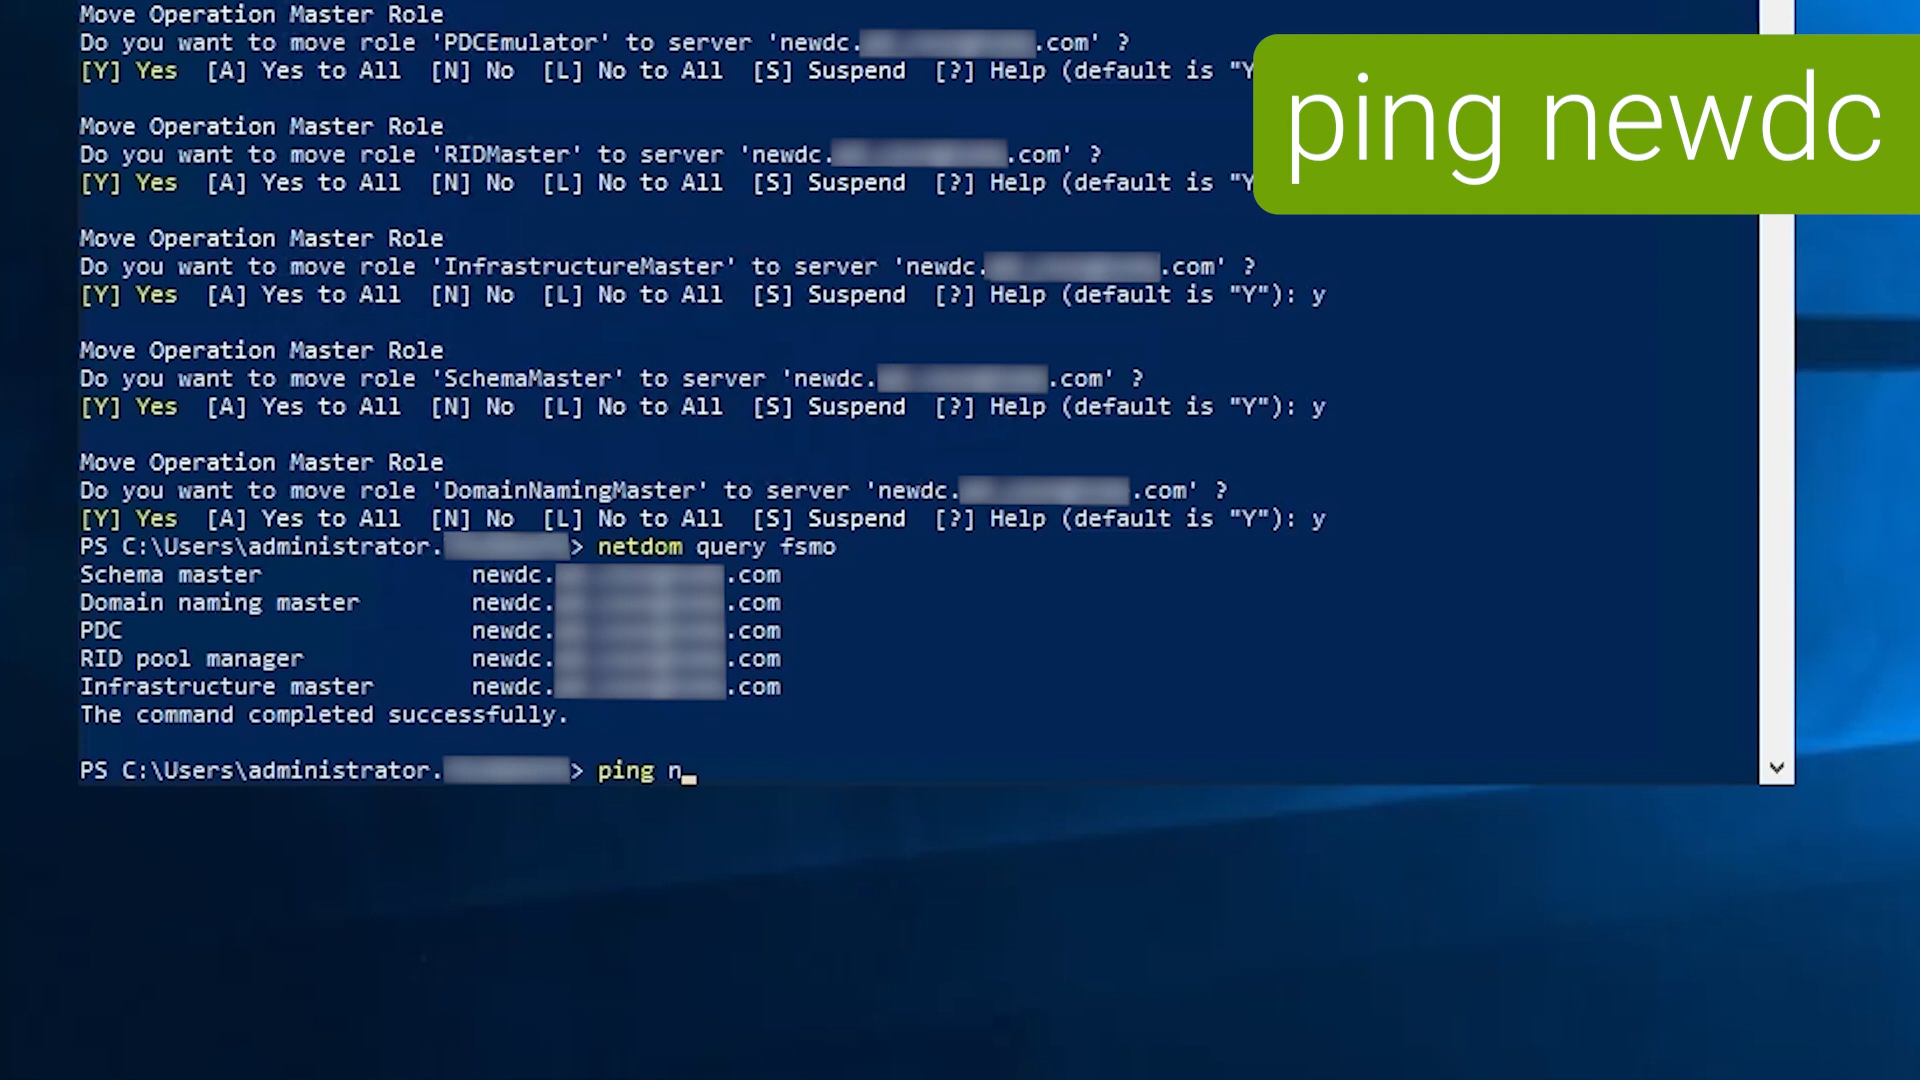 Move Operation Master Role
Do you want to move role 'PDCEmulator' to server 'newdc. .com' ?
[Y] Yes  [A] Yes to All  [N] No  [L] No to All  [S] Suspend  [?] Help (default is "Y
ping newdc
Move Operation Master Role
Do you want to move role 'RIDMaster' to server 'newdc. .com' ?
[Y] Yes  [A] Yes to All  [N] No  [L] No to All  [S] Suspend  [?] Help (default is "Y
Move Operation Master Role
Do you want to move role 'InfrastructureMaster' to server 'newdc. .com' ?
[Y] Yes  [A] Yes to All  [N] No  [L] No to All  [S] Suspend  [?] Help (default is "Y"): y
Move Operation Master Role
Do you want to move role 'SchemaMaster' to server 'newdc. .com' ?
[Y] Yes  [A] Yes to All  [N] No  [L] No to All  [S] Suspend  [?] Help (default is "Y"): y
Move Operation Master Role
Do you want to move role 'DomainNamingMaster' to server 'newdc. .com' ?
[Y] Yes  [A] Yes to All  [N] No  [L] No to All  [S] Suspend  [?] Help (default is "Y"): y
PS C:\Users\administrator. > netdom query fsmo
Schema master newdc. .com
Domain naming master newdc. .com
PDC newdc. .com
RID pool manager newdc. .com
Infrastructure master newdc. .com
The command completed successfully.
PS C:\Users\administrator. > ping n_